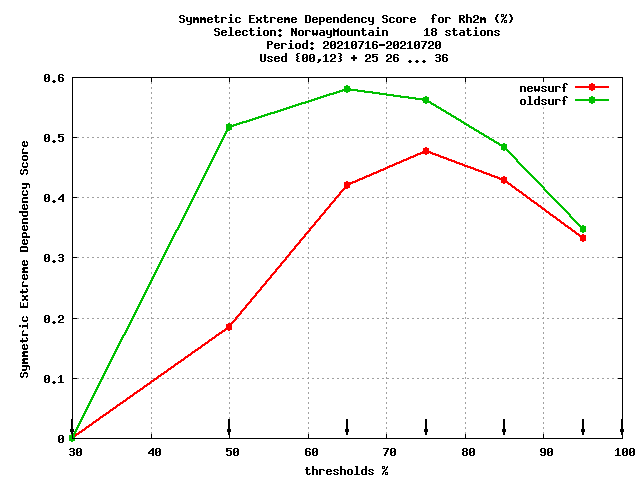 Symmetric Extreme Dependency Score  for Rh2m (%)
Selection: NorwayMountain     18 stations
Period: 20210716-20210720
Used {00,12} + 25 26 ... 36
newsurf
oldsurf
Symmetric Extreme Dependency Score
0.6
0.5
0.4
0.3
0.2
0.1
0
30 40 50 60 70 80 90 100
thresholds %